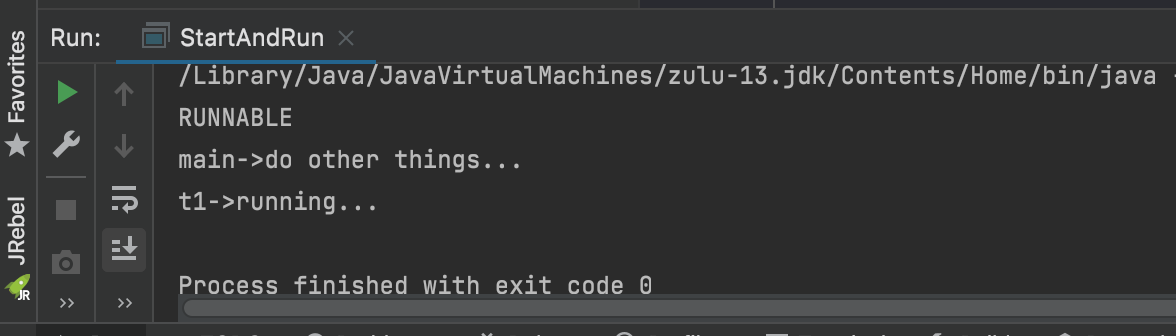 Run: StartAndRun
/Library/Java/JavaVirtualMachines/zulu-13.jdk/Contents/Home/bin/java
RUNNABLE
main->do other things...
t1->running...
Process finished with exit code 0
Favorites
JRebel
JR